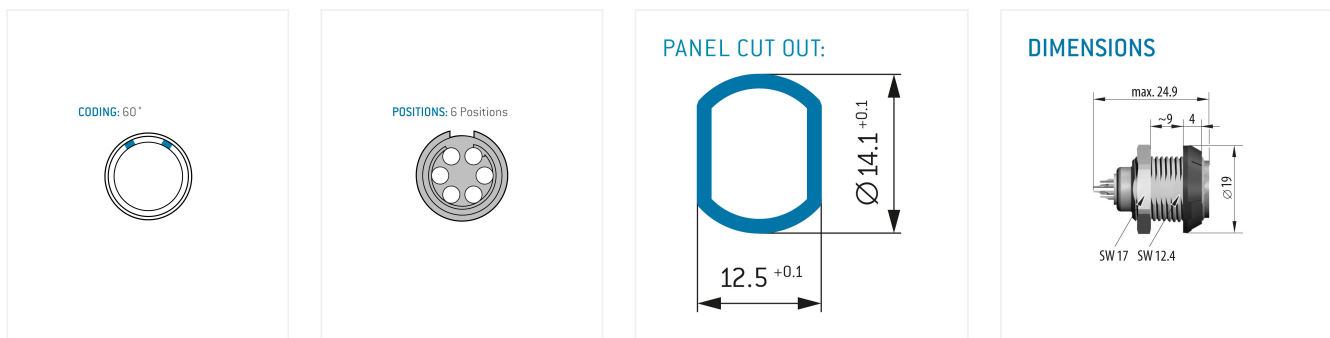 CODING: 60°
POSITIONS: 6 Positions
PANEL CUT OUT:
Ø14.1 +0.1
12.5 +0.1
DIMENSIONS
max. 24.9
~9
4
Ø19
SW 17
SW 12.4